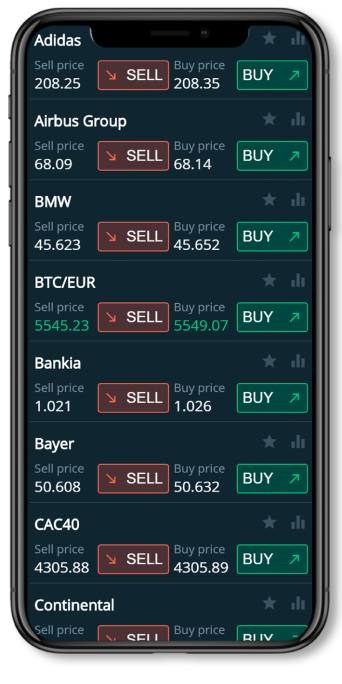 Adidas
Sell price SELL Buy price BUY
208.25 208.35
Airbus Group
Sell price SELL Buy price BUY
68.09 68.14
BMW
Sell price SELL Buy price BUY
45.623 45.652
BTC/EUR
Sell price SELL Buy price BUY
5545.23 5549.07
Bankia
Sell price SELL Buy price BUY
1.021 1.026
Bayer
Sell price SELL Buy price BUY
50.608 50.632
CAC40
Sell price SELL Buy price BUY
4305.88 4305.89
Continental
Sell price SELL Buy price BUY